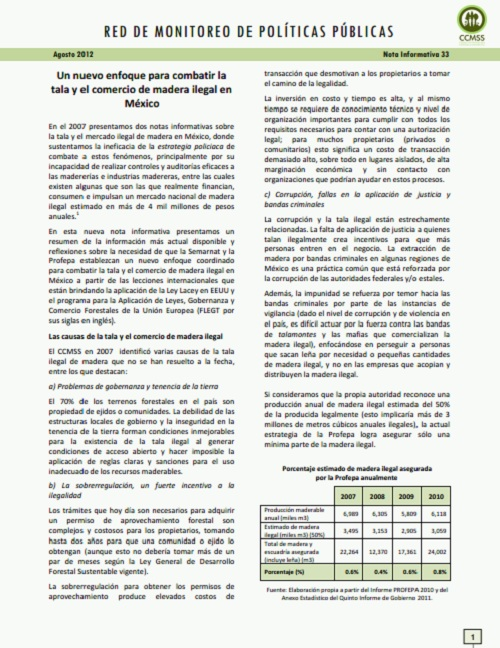 RED DE MONITOREO DE POLÍTICAS PÚBLICAS
CCMSS
Agosto 2012
Nota Informativa 33
Un nuevo enfoque para combatir la
tala y el comercio de madera ilegal en
México
En el 2007 presentamos dos notas informativas sobre
la tala y el mercado ilegal de madera en México, donde
sustentamos la ineficacia de la estrategia policiaca de
combate a estos fenómenos, principalmente por su
incapacidad de realizar controles y auditorías eficaces a
las madererías e industrias madereras, entre las cuales
existen algunas que son las que realmente financian,
consumen e impulsan un mercado nacional de madera
ilegal estimado en más de 4 mil millones de pesos
anuales.1
En esta nueva nota informativa presentamos un
resumen de la información más actual disponible y
reflexiones sobre la necesidad de que la Semarnat y la
Profepa establezcan un nuevo enfoque coordinado
para combatir la tala y el comercio de madera ilegal en
México a partir de las lecciones internacionales que
están brindando la aplicación de la Ley Lacey en EEUU y
el programa para la Aplicación de Leyes, Gobernanza y
Comercio Forestales de la Unión Europea (FLEGT por
sus siglas en inglés).
Las causas de la tala y el comercio de madera ilegal
El CCMSS en 2007 identificó varias causas de la tala
ilegal de madera que no se han resuelto a la fecha,
entre los que destacan:
a) Problemas de gobernanza y tenencia de la tierra
El 70% de los terrenos forestales en el país son
propiedad de ejidos o comunidades. La debilidad de las
estructuras locales de gobierno y la inseguridad en la
tenencia de la tierra forman condiciones inmejorables
para la existencia de la tala ilegal al generar
condiciones de acceso abierto y hacer imposible la
aplicación de reglas claras y sanciones para el uso
inadecuado de los recursos maderables.
b) La sobrerregulación, un fuerte incentivo a la
ilegalidad
Los trámites que hoy día son necesarios para adquirir
un permiso de aprovechamiento forestal son
complejos y costosos para los propietarios, tomando
hasta dos años para que una comunidad o ejido lo
obtengan (aunque esto no debería tomar más de un
par de meses según la Ley General de Desarrollo
Forestal Sustentable vigente).
La sobrerregulación para obtener los permisos de
aprovechamiento produce elevados costos de
transacción que desmotivan a los propietarios a tomar
el camino de la legalidad.
La inversión en costo y tiempo es alta, y al mismo
tiempo se requiere de conocimiento técnico y nivel de
organización importantes para cumplir con todos los
requisitos necesarios para contar con una autorización
legal; para muchos propietarios (privados o
comunitarios) esto significa un costo de transacción
demasiado alto, sobre todo en lugares aislados, de alta
marginación económica y sin contacto con
organizaciones que podrían ayudar en estos procesos.
c) Corrupción, fallas en la aplicación de justicia y
bandas criminales
La corrupción y la tala ilegal están estrechamente
relacionadas. La falta de aplicación de justicia a quienes
talan ilegalmente crea incentivos para que más
personas entren en el negocio. La extracción de
madera por bandas criminales en algunas regiones de
México es una práctica común que está reforzada por
la corrupción de las autoridades federales y/o estales.
Además, la impunidad se refuerza por temor hacia las
bandas criminales por parte de las instancias de
vigilancia (dado el nivel de corrupción y de violencia en
el país, es difícil actuar por la fuerza contra las bandas
de talamontes y las mafias que comercializan la
madera ilegal), enfocándose en perseguir a personas
que sacan leña por necesidad o pequeñas cantidades
de madera ilegal, y no en las empresas que acopian y
distribuyen la madera ilegal.
Si consideramos que la propia autoridad reconoce una
producción anual de madera ilegal estimada del 50%
de la producida legalmente (esto implicaría más de 3
millones de metros cúbicos anuales ilegales), la actual
estrategia de la Profepa logra asegurar sólo una
mínima parte de la madera ilegal.
Porcentaje estimado de madera ilegal asegurada
por la Profepa anualmente
2007 2008 2009 2010
Producción maderable
anual (miles m3) 6,989 6,305 5,809 6,118
Estimado de madera
ilegal (miles m3) (50%) 3,495 3,153 2,905 3,059
Total de madera y
escuadría asegurada
(incluye leña) (m3) 22,264 12,370 17,361 24,002
Porcentaje (%) 0.6% 0.4% 0.6% 0.8%
Fuente: Elaboración propia a partir del Informe PROFEPA 2010 y del
Anexo Estadístico del Quinto Informe de Gobierno 2011.
1